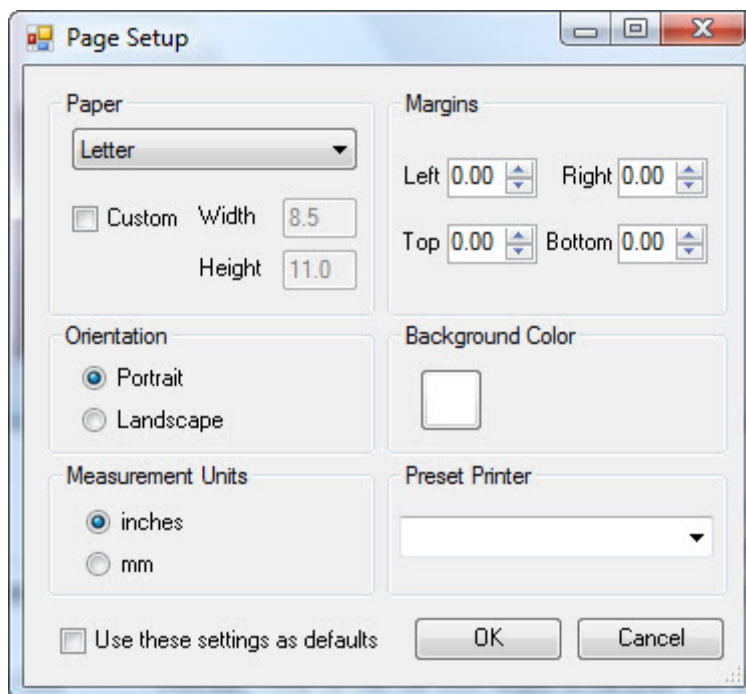 Page Setup
Paper
Letter
Custom Width 8.5
Height 11.0
Margins
Left 0.00 Right 0.00
Top 0.00 Bottom 0.00
Orientation
Portrait
Landscape
Background Color
Measurement Units
inches
mm
Preset Printer
Use these settings as defaults
OK
Cancel